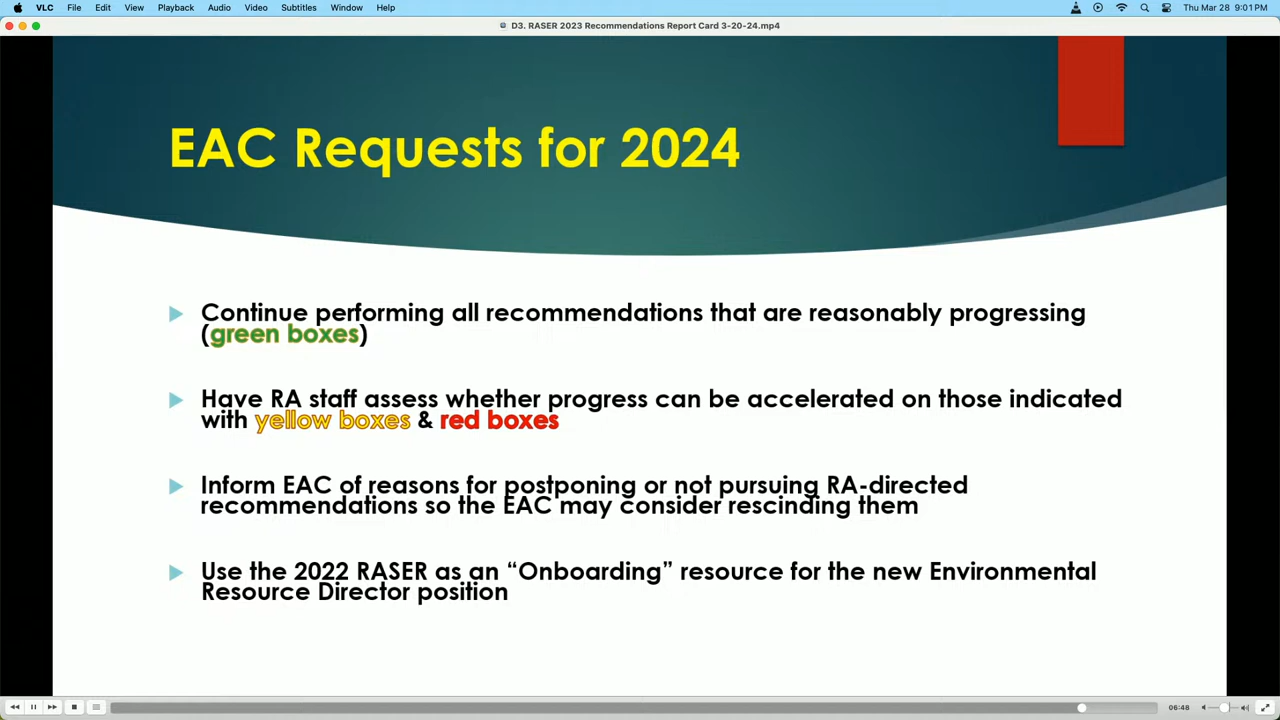 VLC File Edit View Playback Audio Video Subtitles Window Help Thu Mar 28 9:01 PM
D3. RASER 2023 Recommendations Report Card 3-20-24.mp4
EAC Requests for 2024
Continue performing all recommendations that are reasonably progressing
(green boxes)
Have RA staff assess whether progress can be accelerated on those indicated
with yellow boxes & red boxes
Inform EAC of reasons for postponing or not pursuing RA-directed
recommendations so the EAC may consider rescinding them
Use the 2022 RASER as an “Onboarding” resource for the new Environmental
Resource Director position
06:48